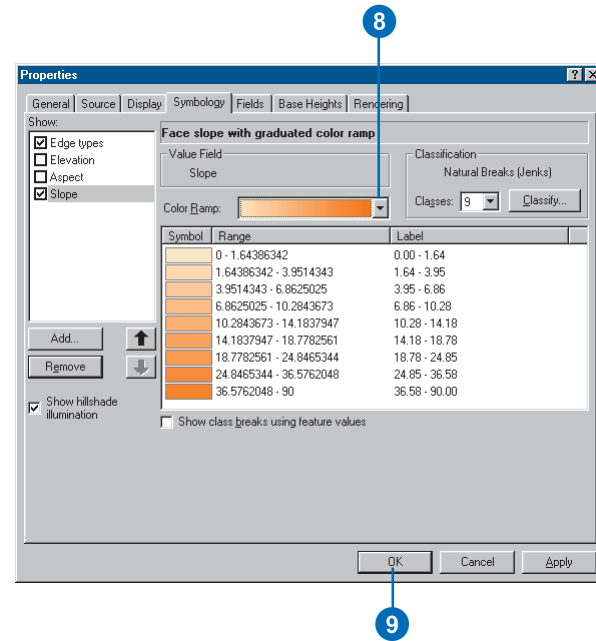 8
Properties
General Source Display Symbology Fields Base Heights Rendering
Show:
Edge types
Elevation
Aspect
Slope
Add...
Remove
Show hillshade
illumination
Face slope with graduated color ramp
Value Field
Slope
Classification
Natural Breaks (Jenks)
Classes: 9 Classify...
Color Ramp:
Symbol Range Label
0 - 1.64386342 0.00 - 1.64
1.64386342 - 3.9514343 1.64 - 3.95
3.9514343 - 6.8625025 3.95 - 6.86
6.8625025 - 10.2843673 6.86 - 10.28
10.2843673 - 14.1837947 10.28 - 14.18
14.1837947 - 18.7782561 14.18 - 18.78
18.7782561 - 24.8465344 18.78 - 24.85
24.8465344 - 36.5762048 24.85 - 36.58
36.5762048 - 90 36.58 - 90.00
Show class breaks using feature values
OK Cancel Apply
9